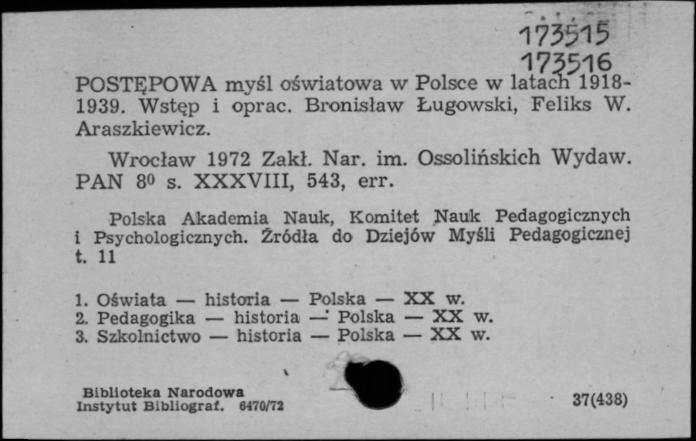 173515
173516
POSTĘPOWA myśl oświatowa w Polsce w latach 1918-
1939. Wstęp i oprac. Bronisław Ługowski, Feliks W.
Araszkiewicz.
Wrocław 1972 Zakł. Nar. im. Ossolińskich Wydaw.
PAN 8⁰ s. XXXVIII, 543, err.
Polska Akademia Nauk, Komitet Nauk Pedagogicznych
i Psychologicznych. Źródła do Dziejów Myśli Pedagogicznej
t. 11
1. Oświata — historia — Polska — XX w.
2. Pedagogika — historia — Polska — XX w.
3. Szkolnictwo — historia — Polska — XX w.
Biblioteka Narodowa
Instytut Bibliograf. 6470/72 37(438)